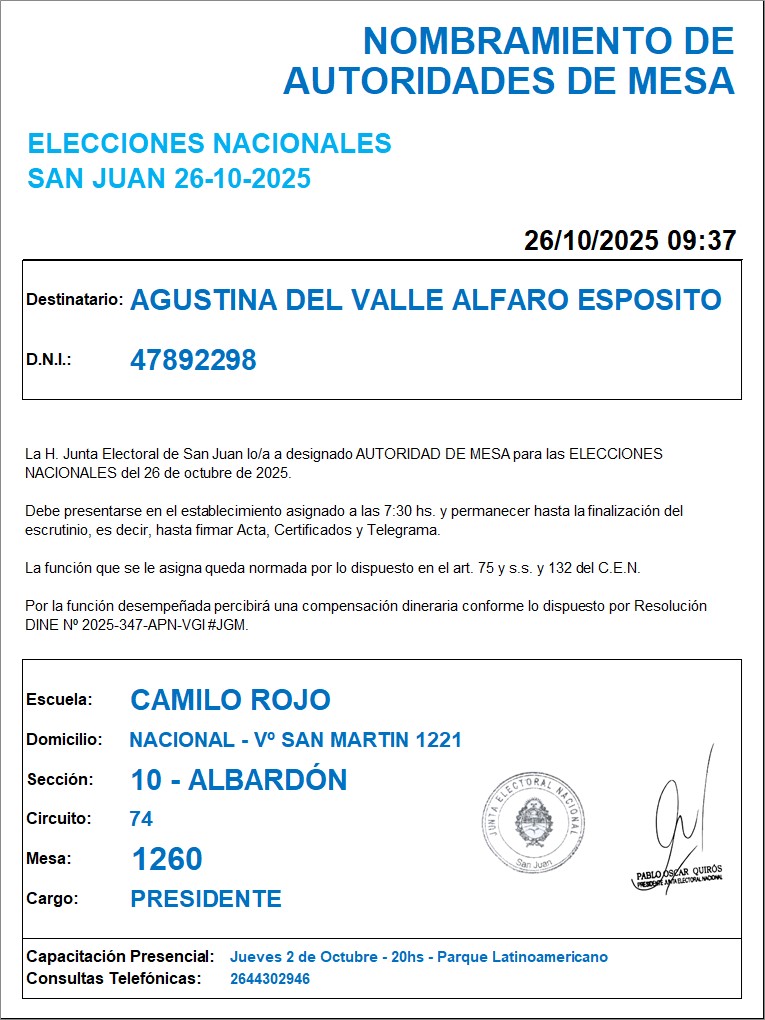 NOMBRAMIENTO DE
AUTORIDADES DE MESA
ELECCIONES NACIONALES
SAN JUAN 26-10-2025
26/10/2025 09:37
Destinatario: AGUSTINA DEL VALLE ALFARO ESPOSITO
D.N.I.: 47892298
La H. Junta Electoral de San Juan lo/a a designado AUTORIDAD DE MESA para las ELECCIONES
NACIONALES del 26 de octubre de 2025.
Debe presentarse en el establecimiento asignado a las 7:30 hs. y permanecer hasta la finalización del
escrutinio, es decir, hasta firmar Acta, Certificados y Telegrama.
La función que se le asigna queda normada por lo dispuesto en el art. 75 y s.s. y 132 del C.E.N.
Por la función desempeñada percibirá una compensación dineraria conforme lo dispuesto por Resolución
DINE Nº 2025-347-APN-VGI#JGM.
Escuela: CAMILO ROJO
Domicilio: NACIONAL - Vº SAN MARTIN 1221
Sección: 10 - ALBARDÓN
Circuito: 74
Mesa: 1260
Cargo: PRESIDENTE
JUNTA ELECTORAL NACIONAL
San Juan
PABLO OSCAR QUIRÓS
PRESIDENTE JUNTA ELECTORAL NACIONAL
Capacitación Presencial: Jueves 2 de Octubre - 20hs - Parque Latinoamericano
Consultas Telefónicas: 2644302946